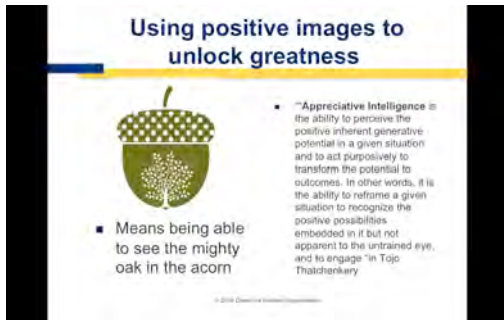 Using positive images to
unlock greatness
■ Means being able
to see the mighty
oak in the acorn
■ "Appreciative Intelligence is
the ability to perceive the
positive inherent generative
potential in a given situation
and to act purposively to
transform the potential to
outcomes. In other words, it is
the ability to reframe a given
situation to recognize the
positive possibilities
embedded in it but not
apparent to the untrained eye,
and to engage "in Tojo
Thatchenkery